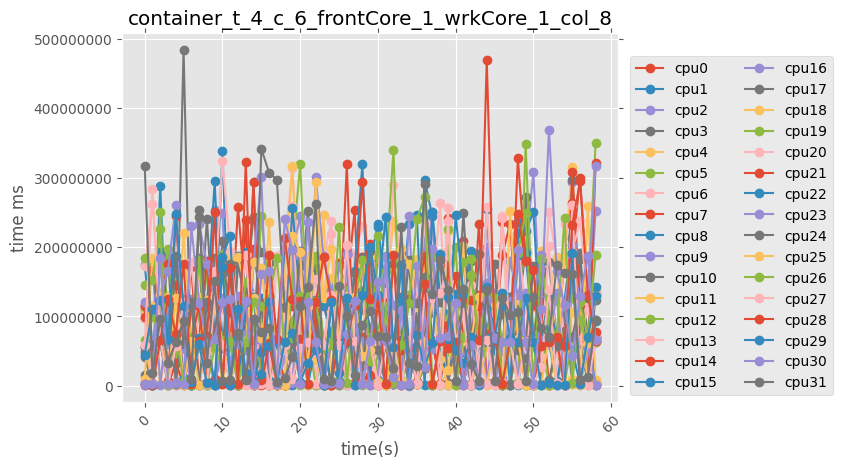 container_t_4_c_6_frontCore_1_wrkCore_1_col_8
500000000
400000000
300000000
200000000
100000000
0
time ms
0
10
20
30
40
50
60
time(s)
cpu0
cpu1
cpu2
cpu3
cpu4
cpu5
cpu6
cpu7
cpu8
cpu9
cpu10
cpu11
cpu12
cpu13
cpu14
cpu15
cpu16
cpu17
cpu18
cpu19
cpu20
cpu21
cpu22
cpu23
cpu24
cpu25
cpu26
cpu27
cpu28
cpu29
cpu30
cpu31